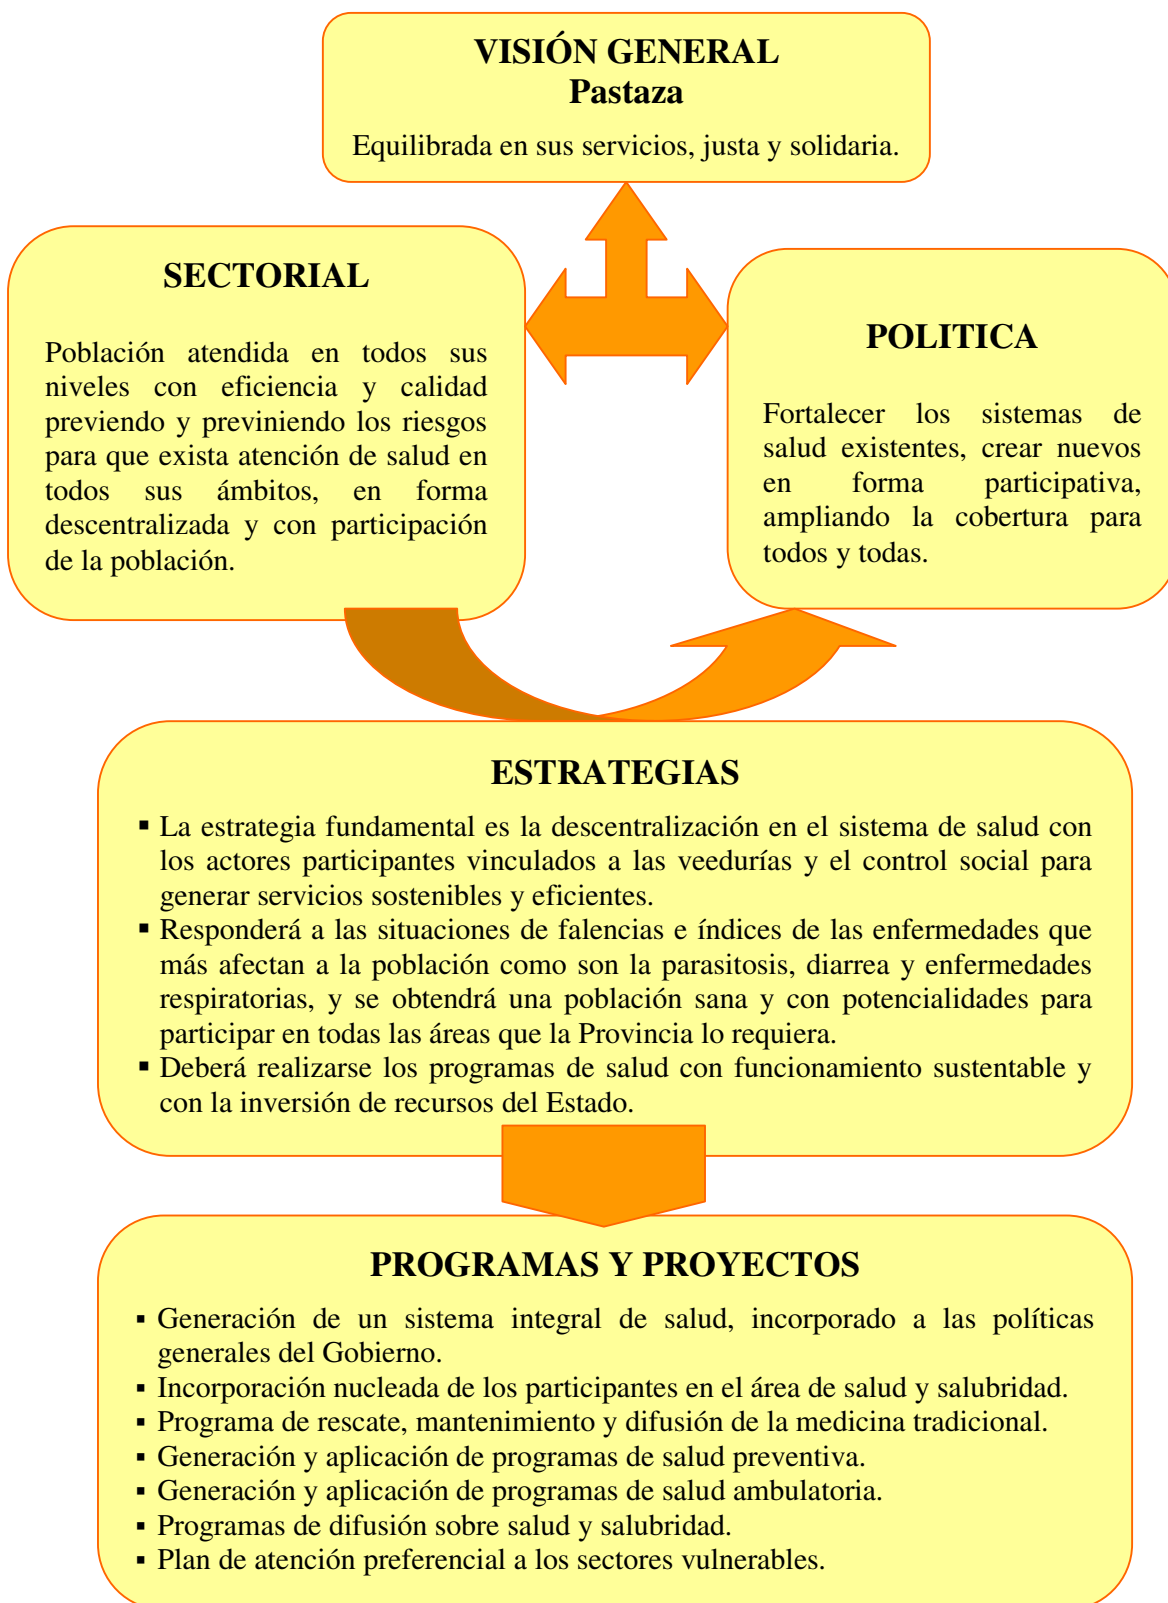 VISIÓN GENERAL
Pastaza
Equilibrada en sus servicios, justa y solidaria.
SECTORIAL
Población atendida en todos sus
niveles con eficiencia y calidad
previendo y previniendo los riesgos
para que exista atención de salud en
todos sus ámbitos, en forma
descentralizada y con participación
de la población.
POLITICA
Fortalecer los sistemas de
salud existentes, crear nuevos
en forma participativa,
ampliando la cobertura para
todos y todas.
ESTRATEGIAS
▪ La estrategia fundamental es la descentralización en el sistema de salud con
los actores participantes vinculados a las veedurías y el control social para
generar servicios sostenibles y eficientes.
▪ Responderá a las situaciones de falencias e índices de las enfermedades que
más afectan a la población como son la parasitosis, diarrea y enfermedades
respiratorias, y se obtendrá una población sana y con potencialidades para
participar en todas las áreas que la Provincia lo requiera.
▪ Deberá realizarse los programas de salud con funcionamiento sustentable y
con la inversión de recursos del Estado.
PROGRAMAS Y PROYECTOS
▪ Generación de un sistema integral de salud, incorporado a las políticas
generales del Gobierno.
▪ Incorporación nucleada de los participantes en el área de salud y salubridad.
▪ Programa de rescate, mantenimiento y difusión de la medicina tradicional.
▪ Generación y aplicación de programas de salud preventiva.
▪ Generación y aplicación de programas de salud ambulatoria.
▪ Programas de difusión sobre salud y salubridad.
▪ Plan de atención preferencial a los sectores vulnerables.